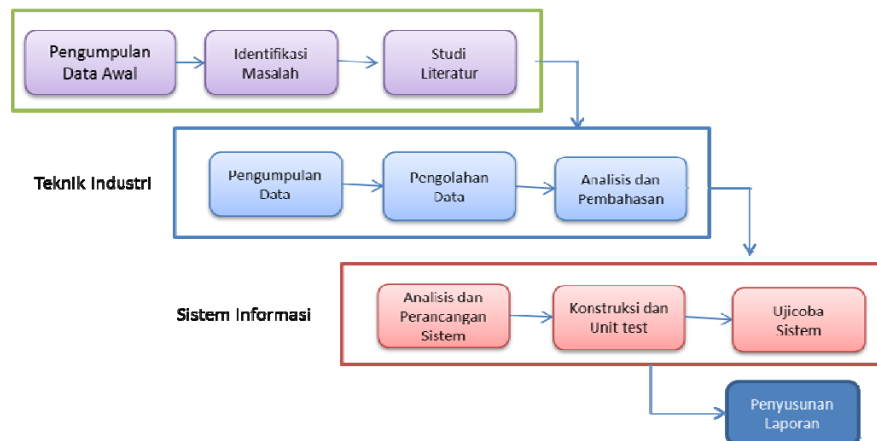 Pengumpulan
Data Awal
Identifikasi
Masalah
Studi
Literatur
Teknik Industri
Pengumpulan
Data
Pengolahan
Data
Analisis dan
Pembahasan
Sistem Informasi
Analisis dan
Perancangan
Sistem
Konstruksi dan
Unit test
Ujicoba
Sistem
Penyusunan
Laporan